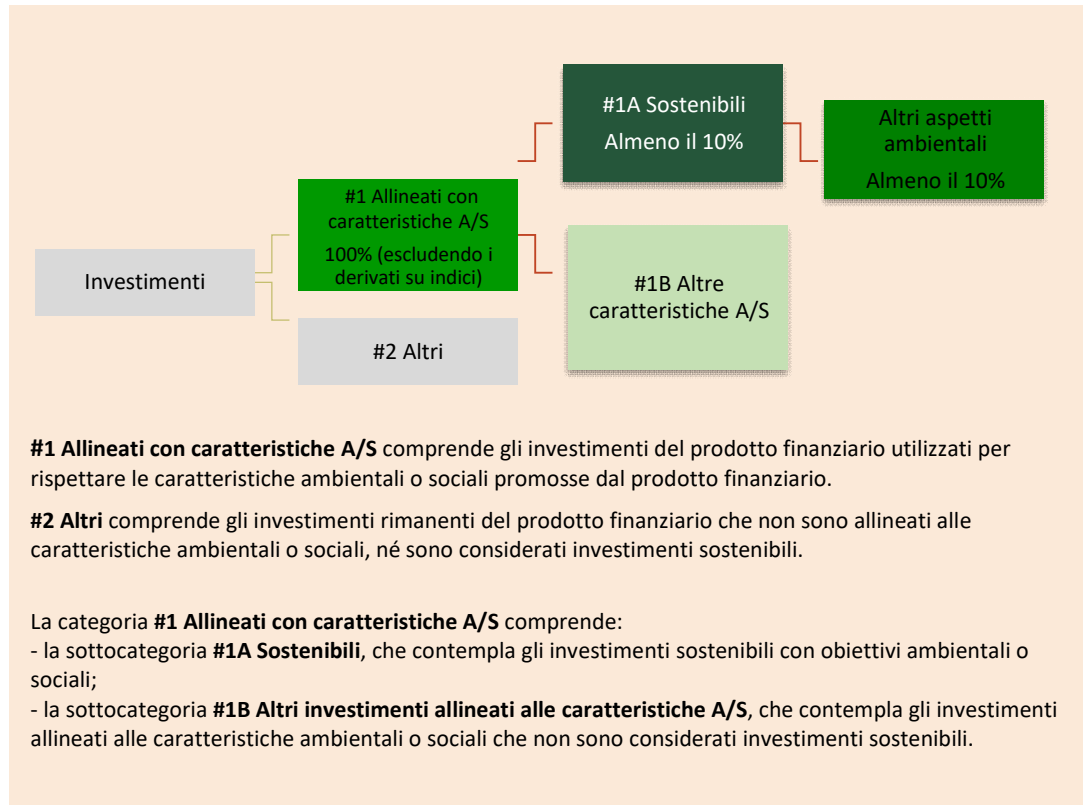 #1A Sostenibili
Almeno il 10%
Altri aspetti
ambientali
Almeno il 10%
#1 Allineati con
caratteristiche A/S
100% (escludendo i
derivati su indici)
Investimenti
#1B Altre
caratteristiche A/S
#2 Altri
#1 Allineati con caratteristiche A/S comprende gli investimenti del prodotto finanziario utilizzati per
rispettare le caratteristiche ambientali o sociali promosse dal prodotto finanziario.
#2 Altri comprende gli investimenti rimanenti del prodotto finanziario che non sono allineati alle
caratteristiche ambientali o sociali, né sono considerati investimenti sostenibili.
La categoria #1 Allineati con caratteristiche A/S comprende:
- la sottocategoria #1A Sostenibili, che contempla gli investimenti sostenibili con obiettivi ambientali o
sociali;
- la sottocategoria #1B Altri investimenti allineati alle caratteristiche A/S, che contempla gli investimenti
allineati alle caratteristiche ambientali o sociali che non sono considerati investimenti sostenibili.